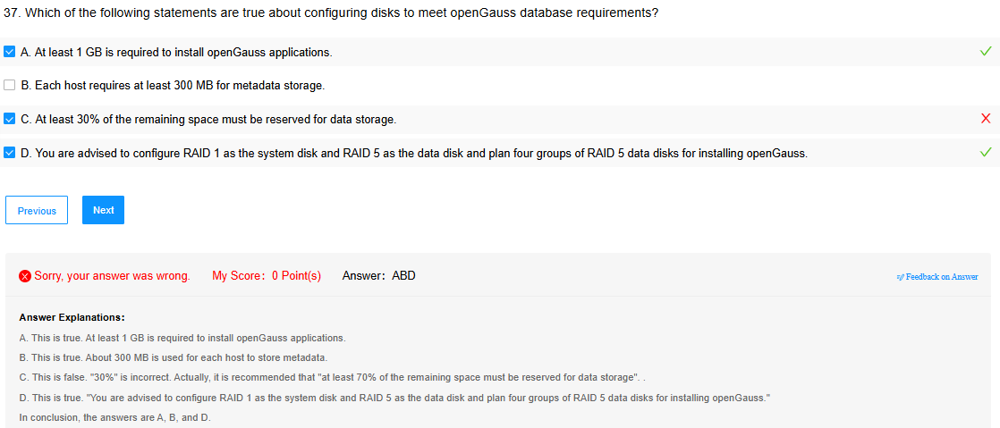 37. Which of the following statements are true about configuring disks to meet openGauss database requirements?
A. At least 1 GB is required to install openGauss applications.
B. Each host requires at least 300 MB for metadata storage.
C. At least 30% of the remaining space must be reserved for data storage.
D. You are advised to configure RAID 1 as the system disk and RAID 5 as the data disk and plan four groups of RAID 5 data disks for installing openGauss.
Previous Next
Sorry, your answer was wrong. My Score: 0 Point(s) Answer: ABD Feedback on Answer
Answer Explanations:
A. This is true. At least 1 GB is required to install openGauss applications.
B. This is true. About 300 MB is used for each host to store metadata.
C. This is false. "30%" is incorrect. Actually, it is recommended that "at least 70% of the remaining space must be reserved for data storage". .
D. This is true. "You are advised to configure RAID 1 as the system disk and RAID 5 as the data disk and plan four groups of RAID 5 data disks for installing openGauss."
In conclusion, the answers are A, B, and D.